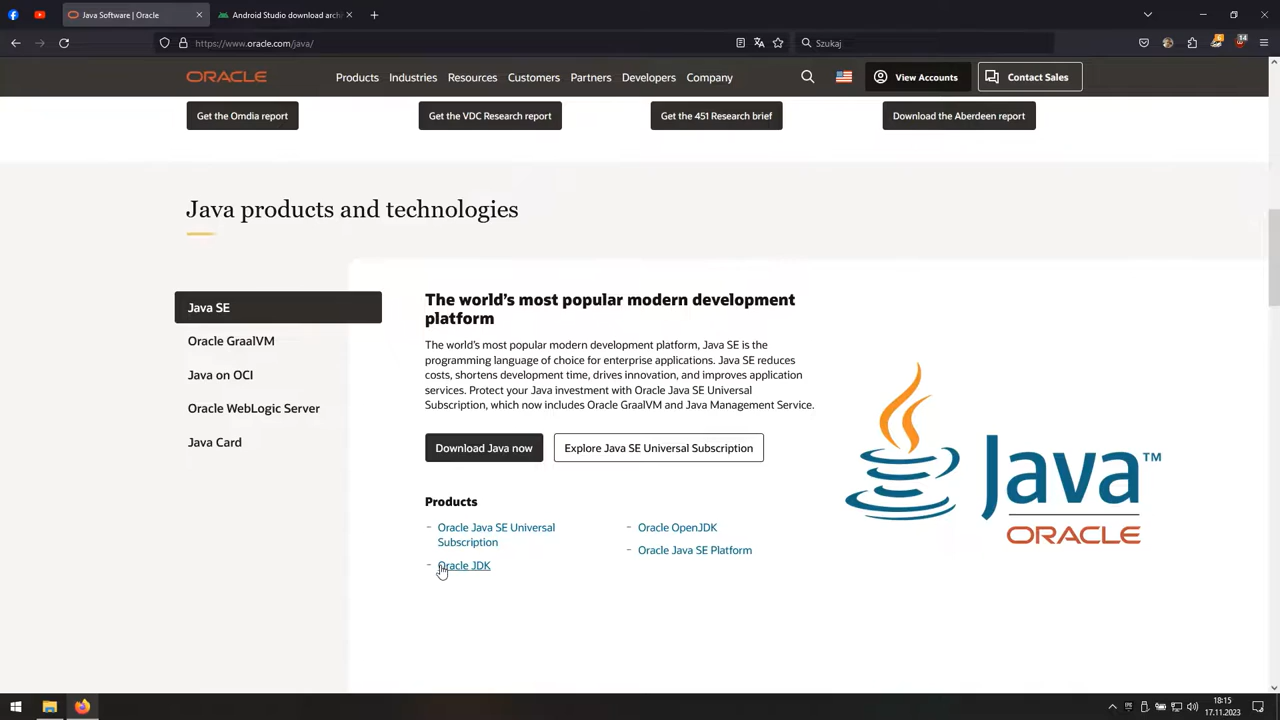 Java Software | Oracle
Android Studio download archi
https://www.oracle.com/java/
Szukaj
14
ORACLE
Products
Industries
Resources
Customers
Partners
Developers
Company
View Accounts
Contact Sales
Get the Omdia report
Get the VDC Research report
Get the 451 Research brief
Download the Aberdeen report
Java products and technologies
Java SE
Oracle GraalVM
Java on OCI
Oracle WebLogic Server
Java Card
The world's most popular modern development
platform
The world's most popular modern development platform, Java SE is the
programming language of choice for enterprise applications. Java SE reduces
costs, shortens development time, drives innovation, and improves application
services. Protect your Java investment with Oracle Java SE Universal
Subscription, which now includes Oracle GraalVM and Java Management Service.
Download Java now
Explore Java SE Universal Subscription
Products
Oracle Java SE Universal
Subscription
Oracle JDK
Oracle OpenJDK
Oracle Java SE Platform
Java™
ORACLE
18:15
17.11.2023